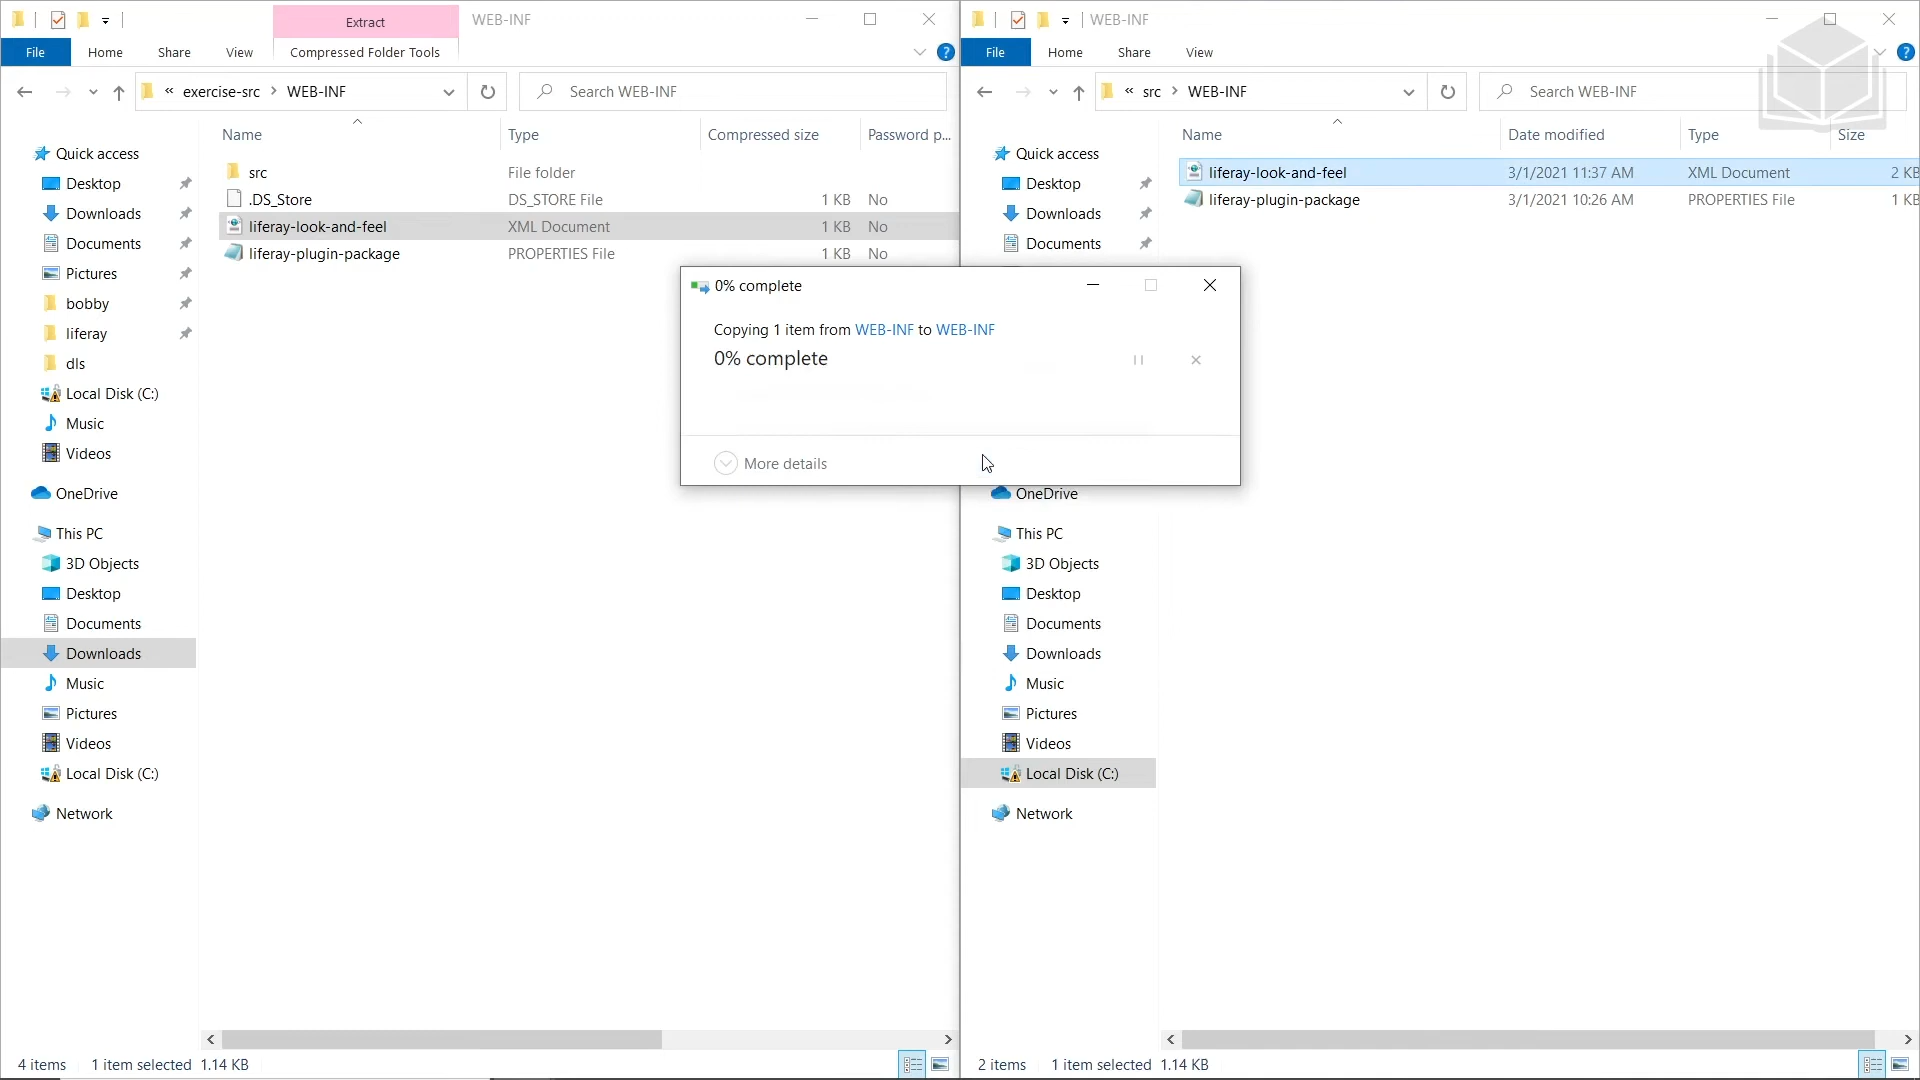 Extract
WEB-INF
File
Home
Share
View
Compressed Folder Tools
?
« exercise-src > WEB-INF
Search WEB-INF
Name
Type
Compressed size
Password p...
Quick access
Desktop
Downloads
Documents
Pictures
bobby
liferay
dls
Local Disk (C:)
Music
Videos
OneDrive
This PC
3D Objects
Desktop
Documents
Downloads
Music
Pictures
Videos
Local Disk (C:)
Network
src File folder
.DS_Store DS_STORE File 1 KB No
liferay-look-and-feel XML Document 1 KB No
liferay-plugin-package PROPERTIES File 1 KB No
4 items 1 item selected 1.14 KB
0% complete
Copying 1 item from WEB-INF to WEB-INF
0% complete
More details
WEB-INF
File
Home
Share
View
?
« src > WEB-INF
Search WEB-INF
Name
Date modified
Type
Size
Quick access
Desktop
Downloads
Documents
OneDrive
This PC
3D Objects
Desktop
Documents
Downloads
Music
Pictures
Videos
Local Disk (C:)
Network
liferay-look-and-feel 3/1/2021 11:37 AM XML Document 2 KB
liferay-plugin-package 3/1/2021 10:26 AM PROPERTIES File 1 KB
2 items 1 item selected 1.14 KB